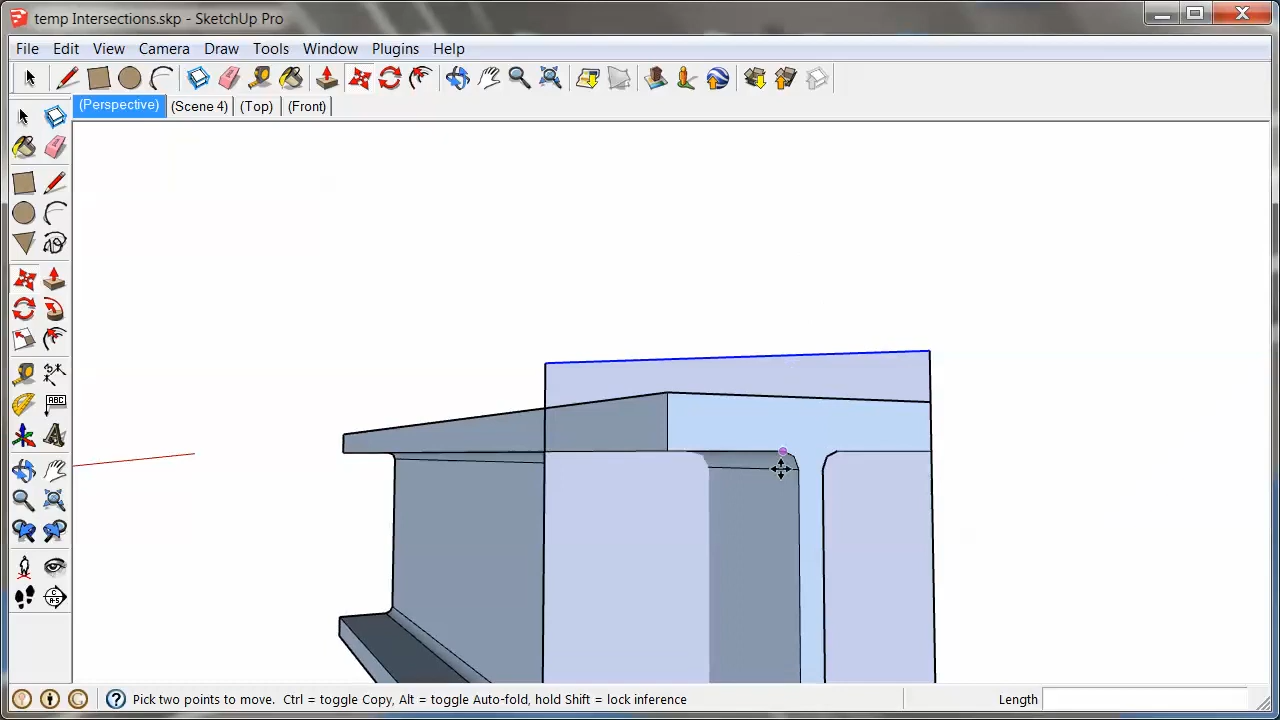 temp Intersections.skp - SketchUp Pro
File Edit View Camera Draw Tools Window Plugins Help
(Perspective) (Scene 4) (Top) (Front)
ABC
Pick two points to move. Ctrl = toggle Copy, Alt = toggle Auto-fold, hold Shift = lock inference
Length